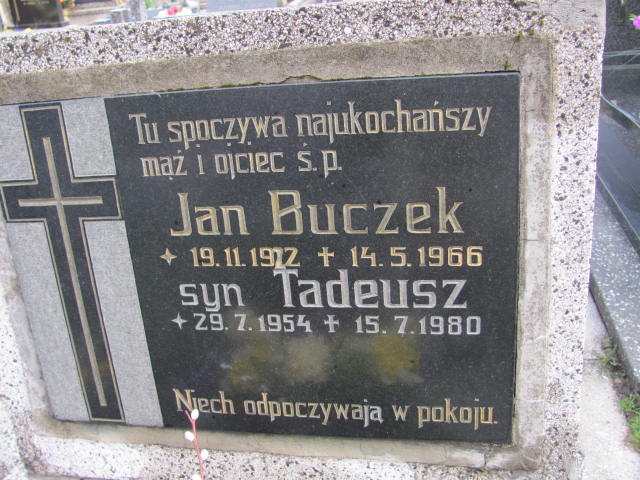 Tu spoczywa najukochańszy
mąż i ojciec ś.p.
Jan Buczek
✦ 19.11.1922 ✝ 14.5.1966
syn Tadeusz
✦ 29.7.1954 ✝ 15.7.1980
Niech odpoczywają w pokoju.